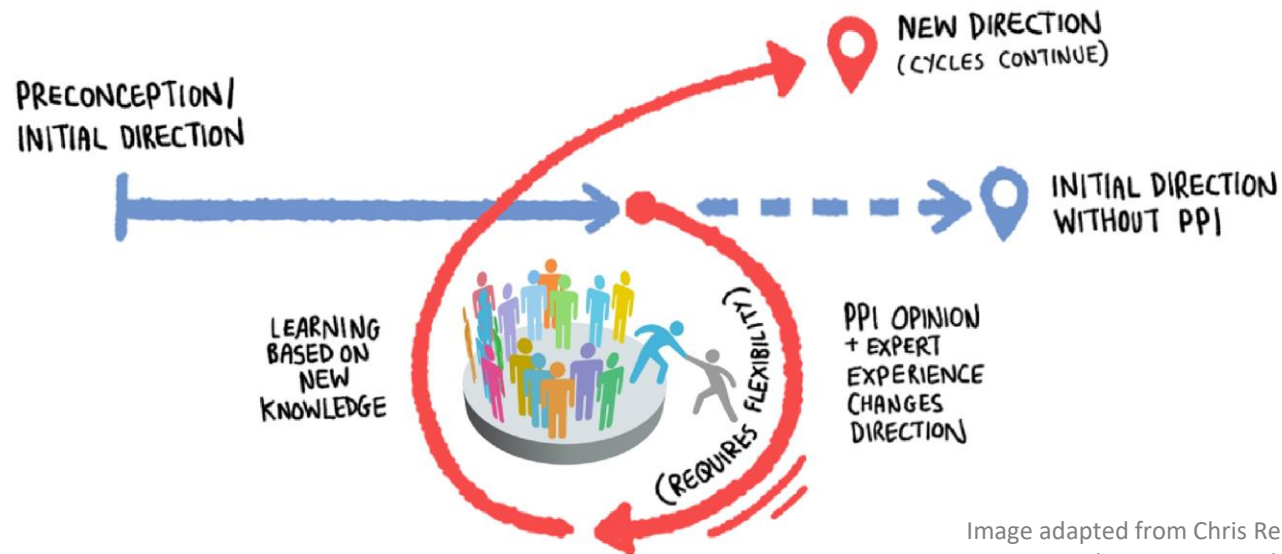 NEW DIRECTION
(CYCLES CONTINUE)
PRECONCEPTION/
INITIAL DIRECTION
INITIAL DIRECTION
WITHOUT PPI
LEARNING
BASED ON
NEW
KNOWLEDGE
(REQUIRES FLEXIBILITY)
PPI OPINION
+ EXPERT
EXPERIENCE
CHANGES
DIRECTION
Image adapted from Chris Re